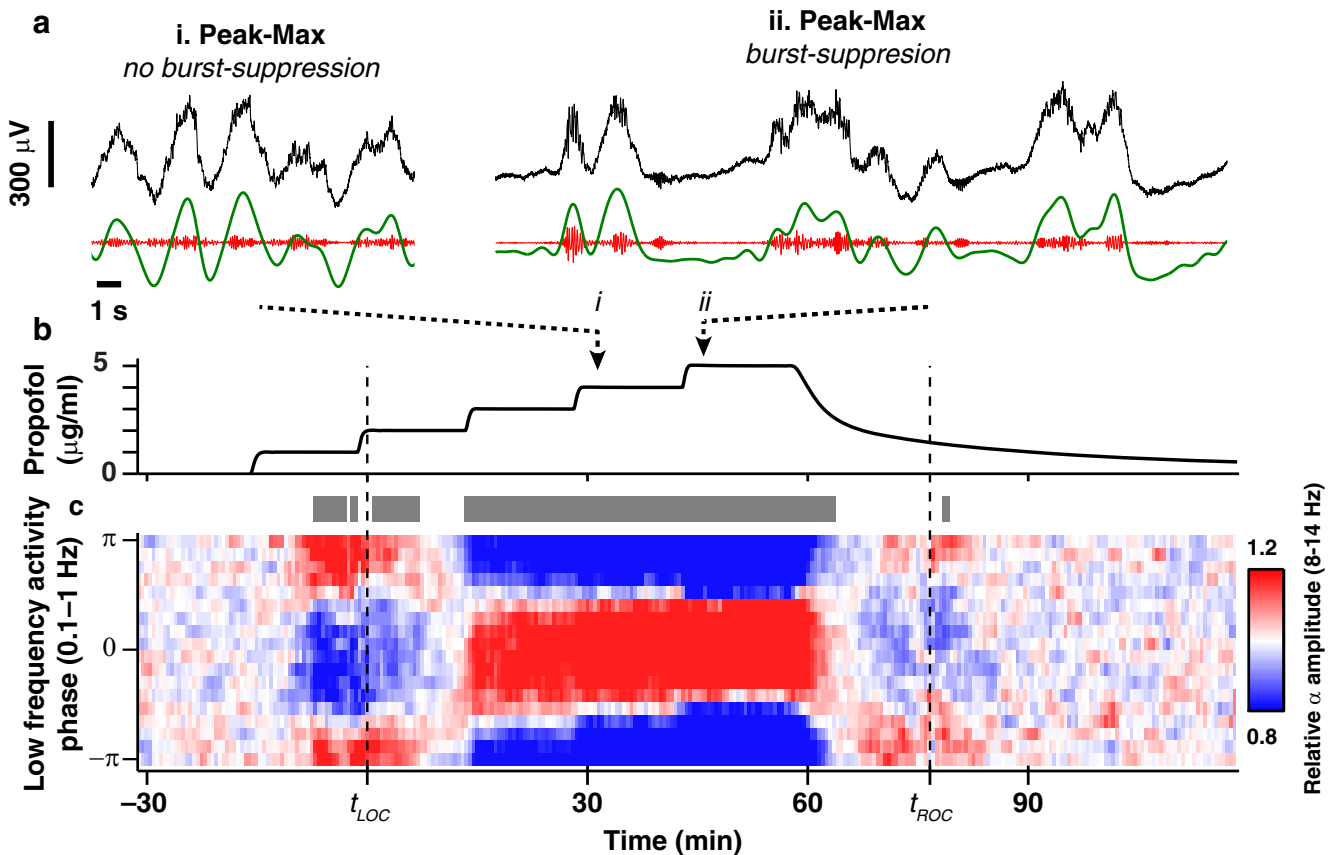 a
i. Peak-Max
no burst-suppression
ii. Peak-Max
burst-suppresion
300 μV
1 s
i
ii
b
Propofol
(μg/ml)
5
0
c
Low frequency activity
phase (0.1–1 Hz)
π
0
−π
−30
tLOC
30
60
tROC
90
Time (min)
1.2
0.8
Relative α amplitude (8-14 Hz)